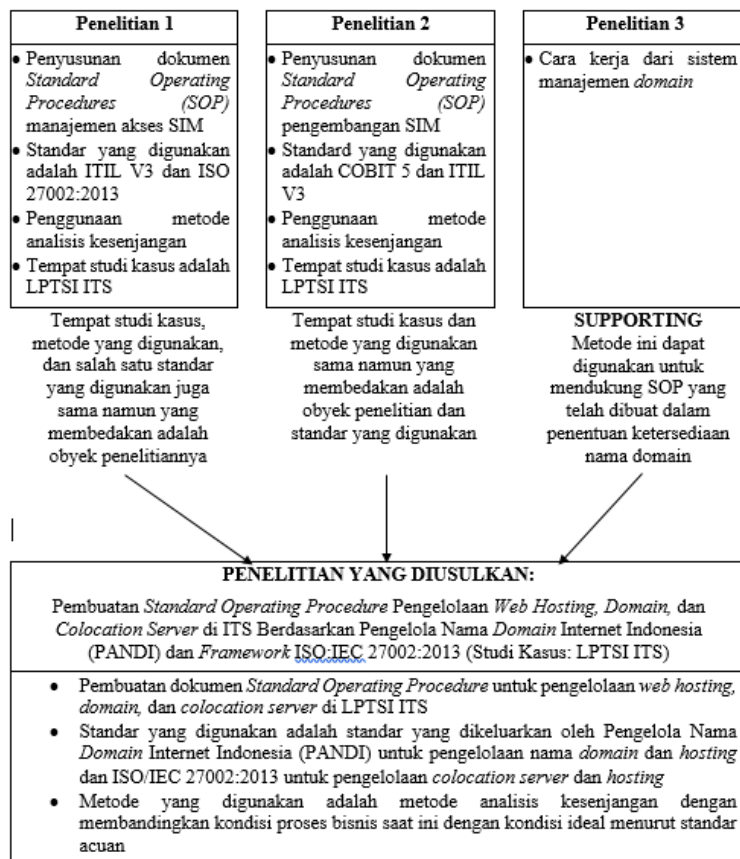 Penelitian 1
• Penyusunan dokumen
Standard Operating
Procedures (SOP)
manajemen akses SIM
• Standar yang digunakan
adalah ITIL V3 dan ISO
27002:2013
• Penggunaan metode
analisis kesenjangan
• Tempat studi kasus adalah
LPTSI ITS
Tempat studi kasus,
metode yang digunakan,
dan salah satu standar
yang digunakan juga
sama namun yang
membedakan adalah
obyek penelitiannya
Penelitian 2
• Penyusunan dokumen
Standard Operating
Procedures (SOP)
pengembangan SIM
• Standard yang digunakan
adalah COBIT 5 dan ITIL
V3
• Penggunaan metode
analisis kesenjangan
• Tempat studi kasus adalah
LPTSI ITS
Tempat studi kasus dan
metode yang digunakan
sama namun yang
membedakan adalah
obyek penelitian dan
standar yang digunakan
Penelitian 3
• Cara kerja dari sistem
manajemen domain
SUPPORTING
Metode ini dapat
digunakan untuk
mendukung SOP yang
telah dibuat dalam
penentuan ketersediaan
nama domain
PENELITIAN YANG DIUSULKAN:
Pembuatan Standard Operating Procedure Pengelolaan Web Hosting, Domain, dan
Colocation Server di ITS Berdasarkan Pengelola Nama Domain Internet Indonesia
(PANDI) dan Framework ISO:IEC 27002:2013 (Studi Kasus: LPTSI ITS)
• Pembuatan dokumen Standard Operating Procedure untuk pengelolaan web hosting,
domain, dan colocation server di LPTSI ITS
• Standar yang digunakan adalah standar yang dikeluarkan oleh Pengelola Nama
Domain Internet Indonesia (PANDI) untuk pengelolaan nama domain dan hosting
dan ISO/IEC 27002:2013 untuk pengelolaan colocation server dan hosting
• Metode yang digunakan adalah metode analisis kesenjangan dengan
membandingkan kondisi proses bisnis saat ini dengan kondisi ideal menurut standar
acuan